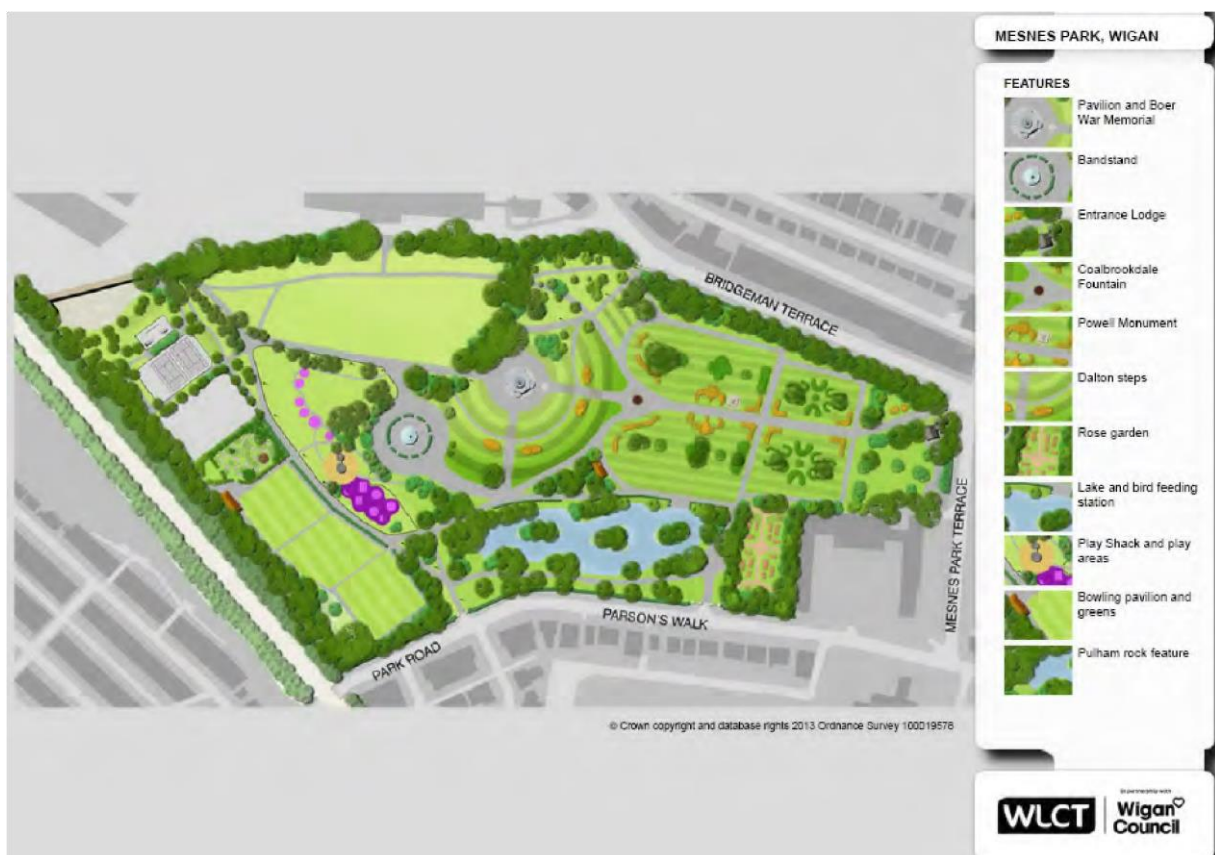 MESNES PARK, WIGAN
FEATURES
Pavilion and Boer
War Memorial
Bandstand
Entrance Lodge
Coalbrookdale
Fountain
Powell Monument
Dalton steps
Rose garden
Lake and bird feeding
station
Play Shack and play
areas
Bowling pavilion and
greens
Pulham rock feature
BRIDGEMAN TERRACE
MESNES PARK TERRACE
PARSON'S WALK
PARK ROAD
© Crown copyright and database rights 2013 Ordnance Survey 100019578
WLCT
In partnership with
Wigan
Council